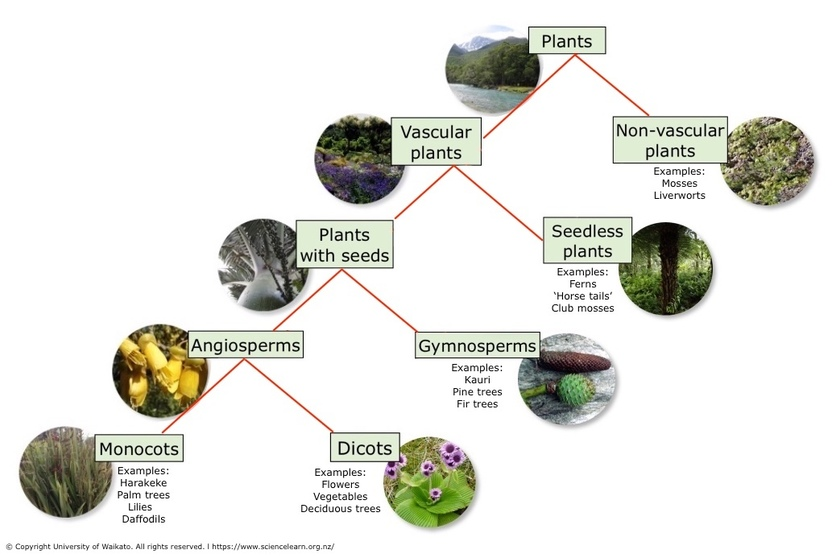 Plants
Vascular
plants
Non-vascular
plants
Examples:
Mosses
Liverworts
Plants
with seeds
Seedless
plants
Examples:
Ferns
‘Horse tails’
Club mosses
Angiosperms
Gymnosperms
Examples:
Kauri
Pine trees
Fir trees
Monocots
Examples:
Harakeke
Palm trees
Lilies
Daffodils
Dicots
Examples:
Flowers
Vegetables
Deciduous trees
© Copyright University of Waikato. All rights reserved. I https://www.sciencelearn.org.nz/